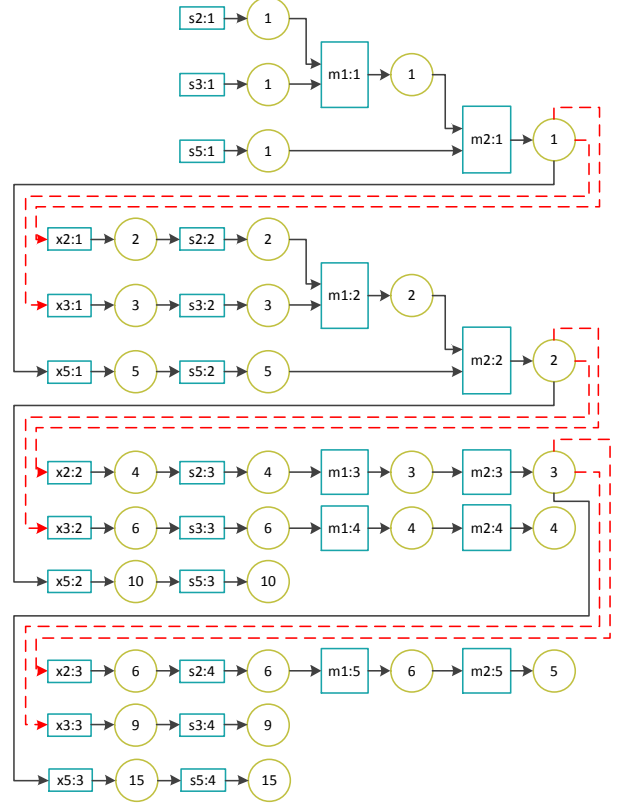 s2:1 1
s3:1 1 m1:1 1
s5:1 1 m2:1 1
x2:1 2 s2:2 2
x3:1 3 s3:2 3 m1:2 2
x5:1 5 s5:2 5 m2:2 2
x2:2 4 s2:3 4 m1:3 3 m2:3 3
x3:2 6 s3:3 6 m1:4 4 m2:4 4
x5:2 10 s5:3 10
x2:3 6 s2:4 6 m1:5 6 m2:5 5
x3:3 9 s3:4 9
x5:3 15 s5:4 15